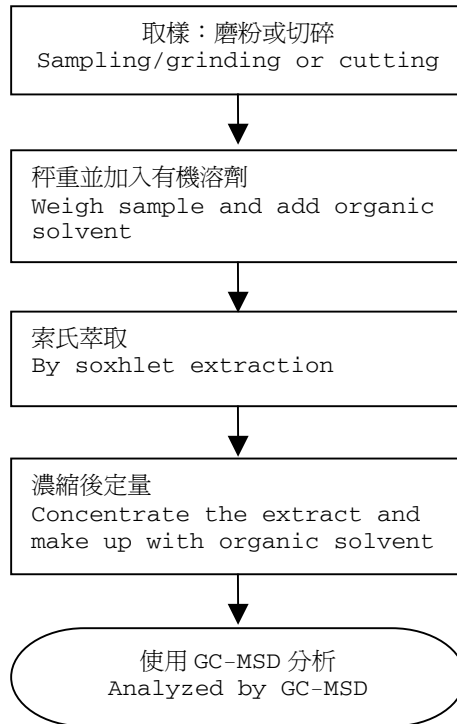 取樣：磨粉或切碎
Sampling/grinding or cutting
秤重並加入有機溶劑
Weigh sample and add organic
solvent
索氏萃取
By soxhlet extraction
濃縮後定量
Concentrate the extract and
make up with organic solvent
使用 GC-MSD 分析
Analyzed by GC-MSD